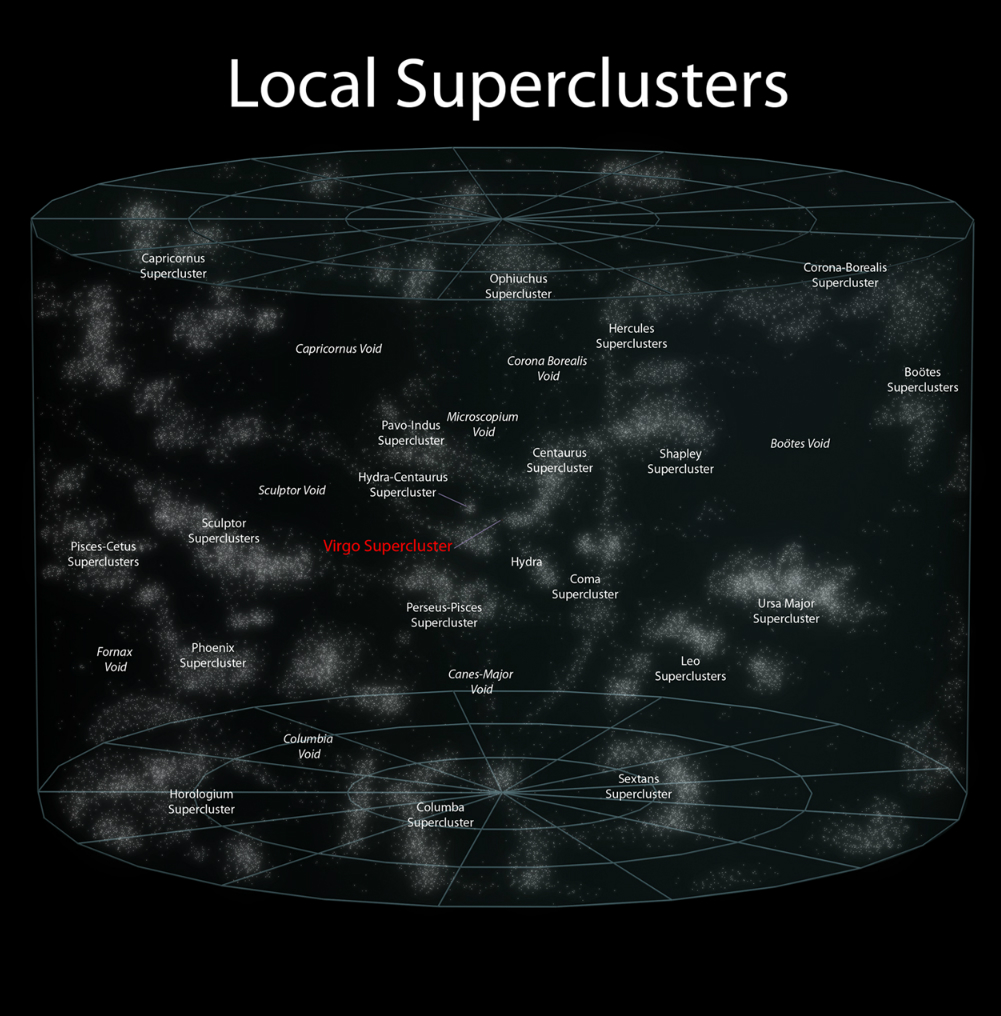 Local Superclusters
Capricornus
Supercluster
Ophiuchus
Supercluster
Corona-Borealis
Supercluster
Hercules
Superclusters
Capricornus Void
Corona Borealis
Void
Boötes
Superclusters
Microscopium
Void
Pavo-Indus
Supercluster
Boötes Void
Centaurus
Supercluster
Shapley
Supercluster
Hydra-Centaurus
Supercluster
Sculptor Void
Sculptor
Superclusters
Virgo Supercluster
Pisces-Cetus
Superclusters
Hydra
Coma
Supercluster
Perseus-Pisces
Supercluster
Ursa Major
Supercluster
Fornax
Void
Phoenix
Supercluster
Leo
Superclusters
Canes-Major
Void
Columbia
Void
Sextans
Supercluster
Horologium
Supercluster
Columba
Supercluster